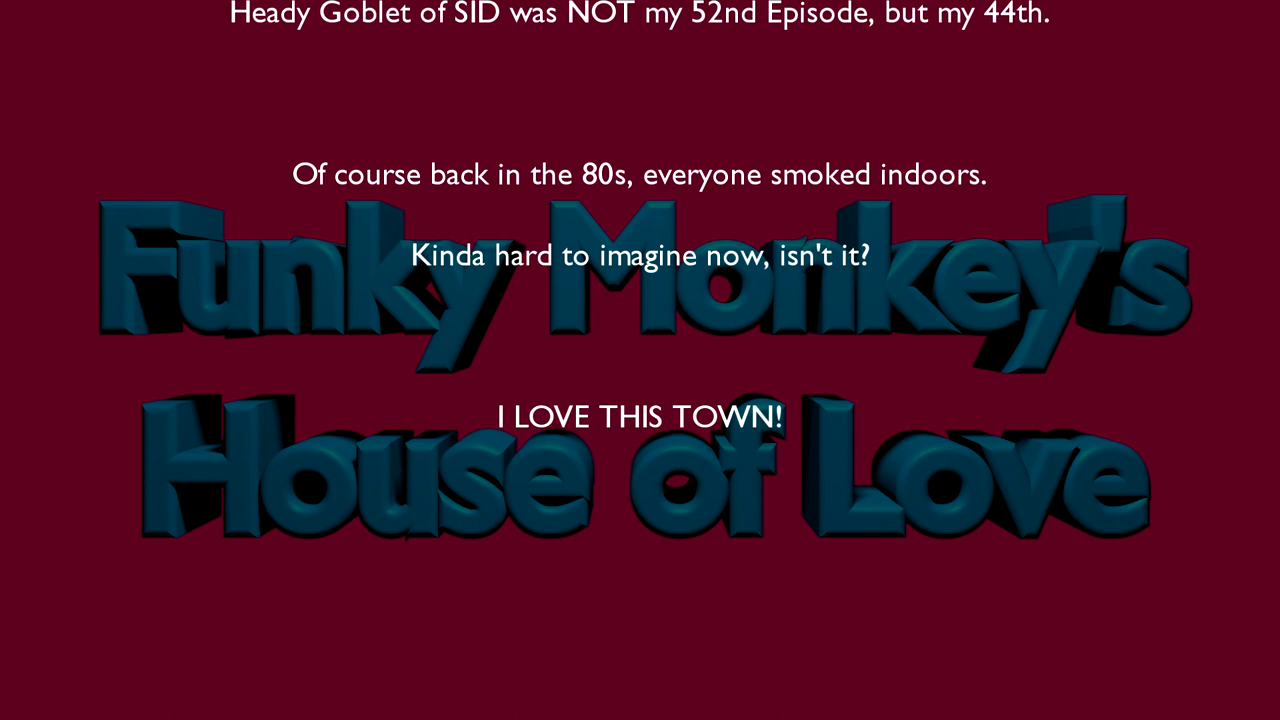 Heady Goblet of SID was NOT my 52nd Episode, but my 44th.
Of course back in the 80s, everyone smoked indoors.
Kinda hard to imagine now, isn't it?
Funky Monkey's
I LOVE THIS TOWN!
House of Love